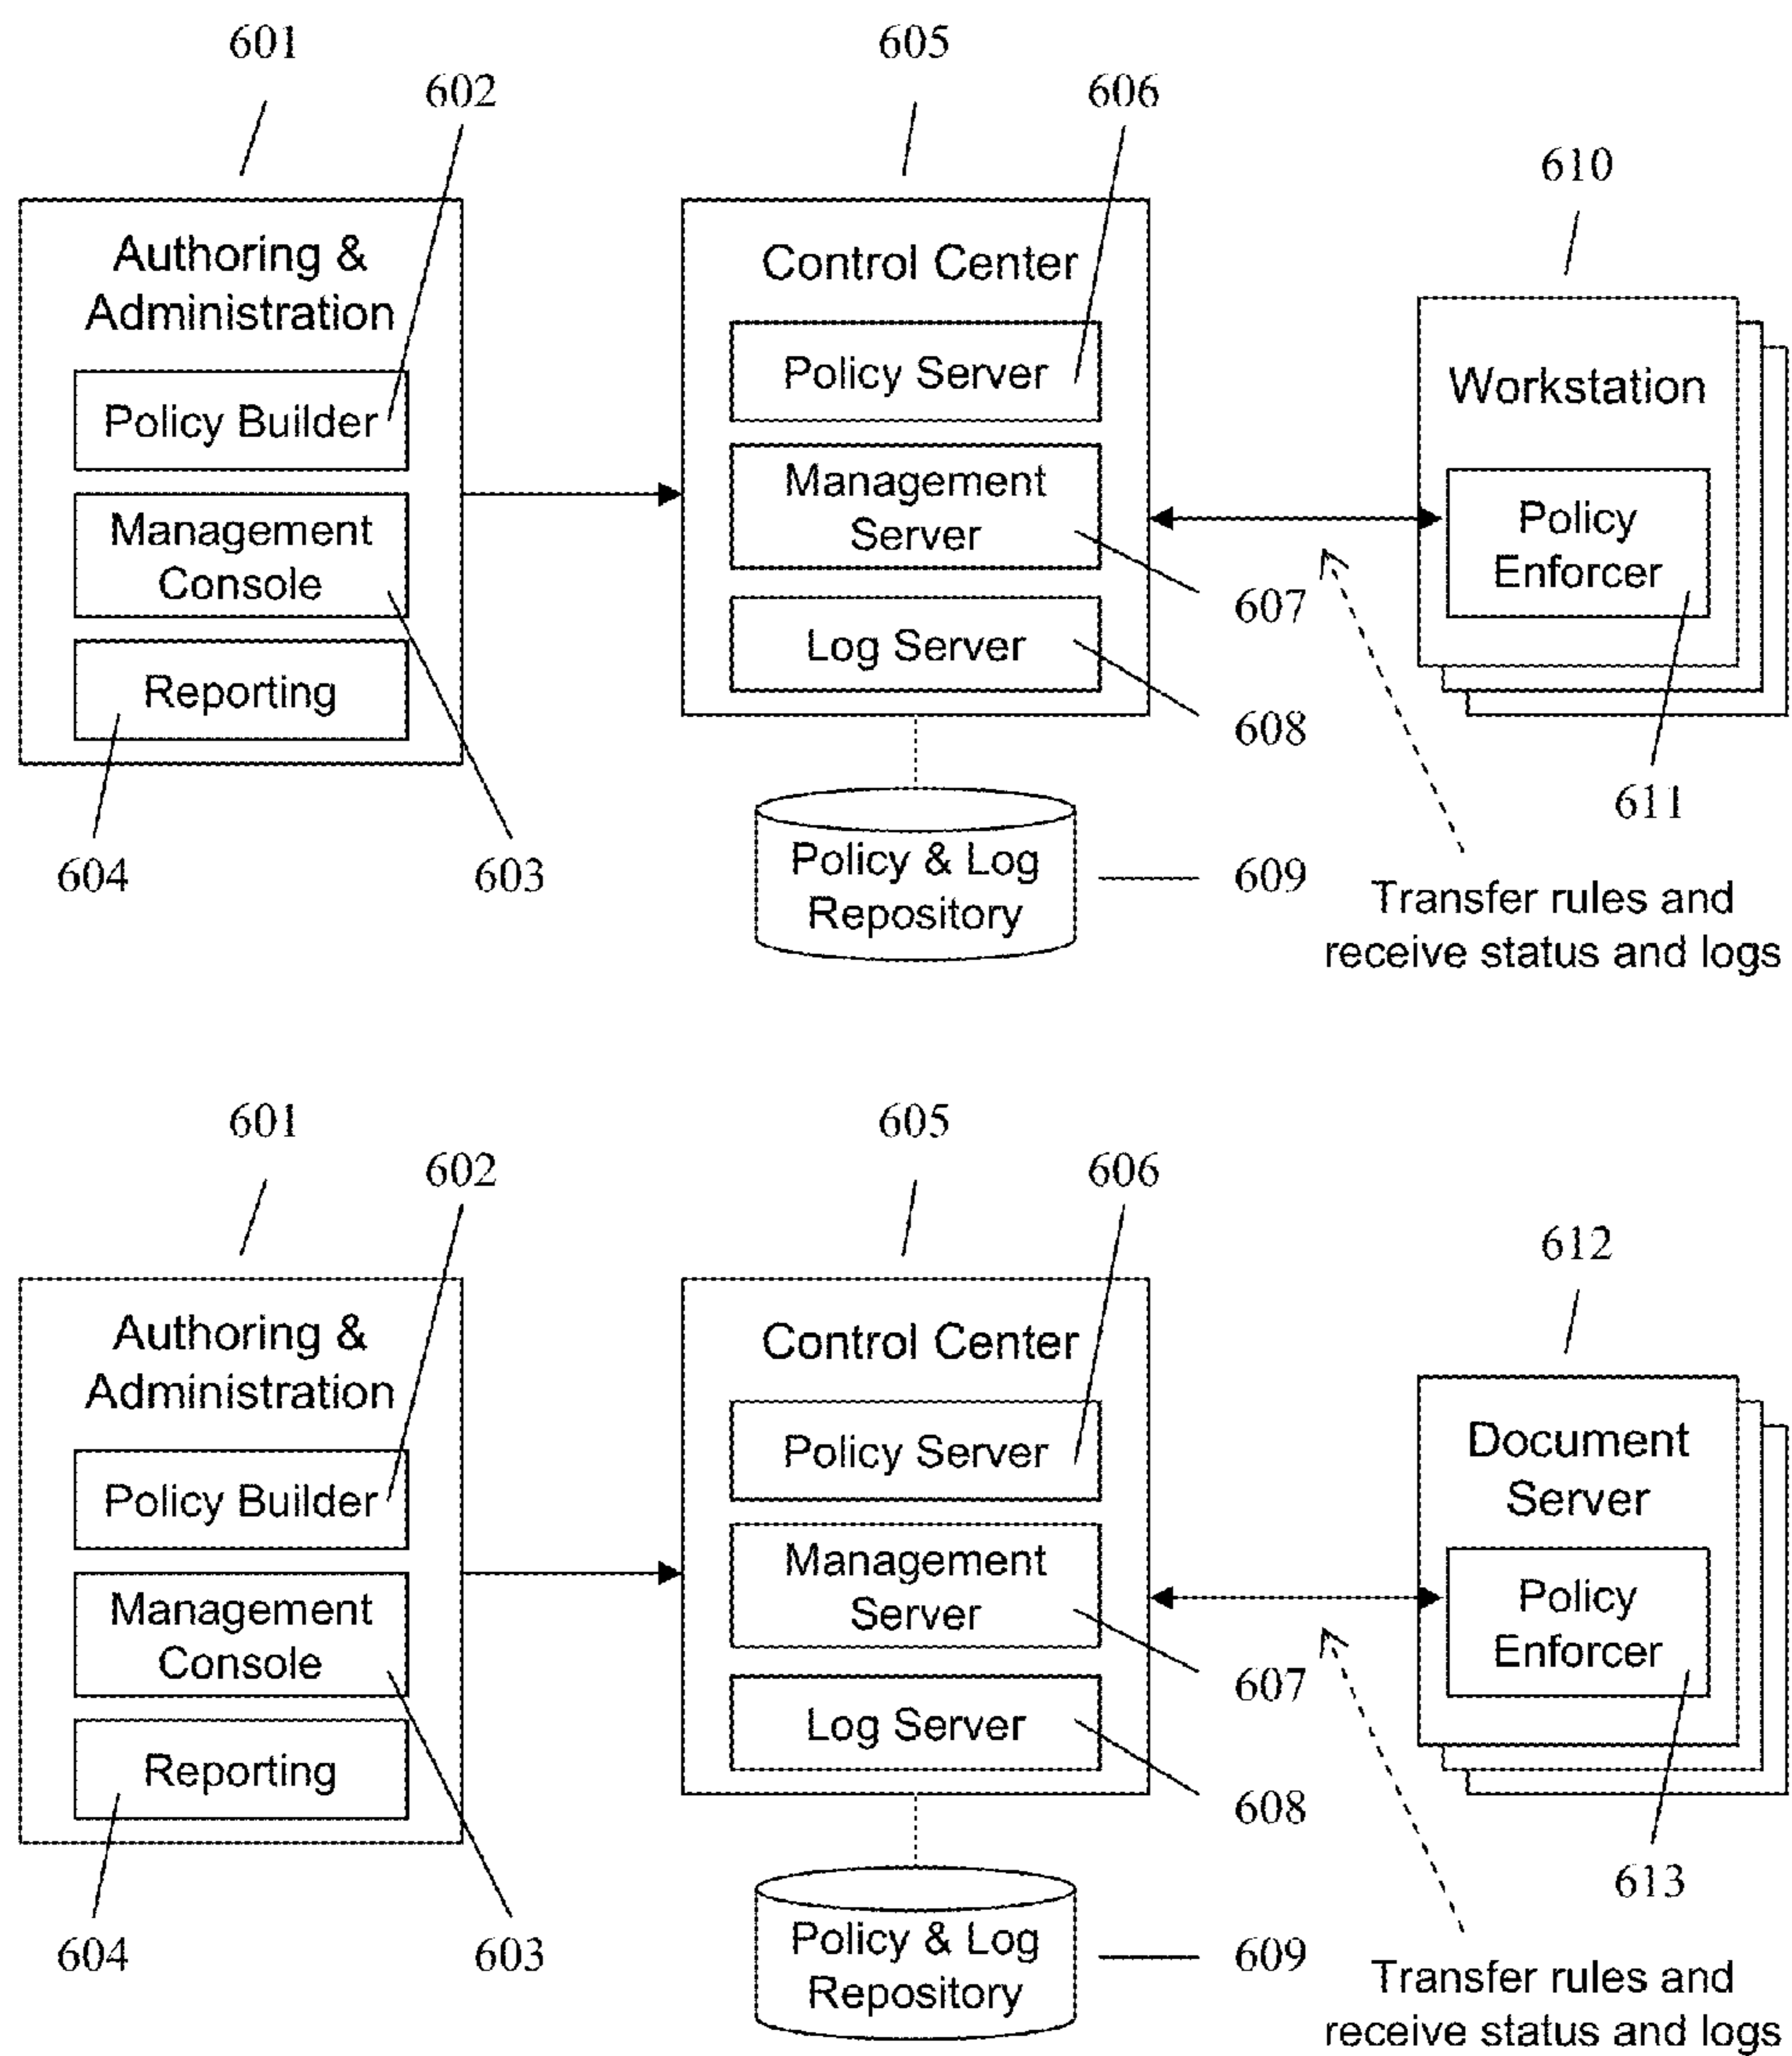 601
605
602
606
610
Authoring &
Administration
Control Center
Policy Server
Workstation
Policy Builder
Management
Server
Management
Console
Policy
Enforcer
607
Log Server
Reporting
608
611
604
603
Policy & Log
Repository
609
Transfer rules and
receive status and logs
601
605
602
606
612
Authoring &
Administration
Control Center
Policy Server
Document
Server
Policy Builder
Management
Server
Management
Console
Policy
Enforcer
607
Log Server
Reporting
608
613
604
603
Policy & Log
Repository
609
Transfer rules and
receive status and logs